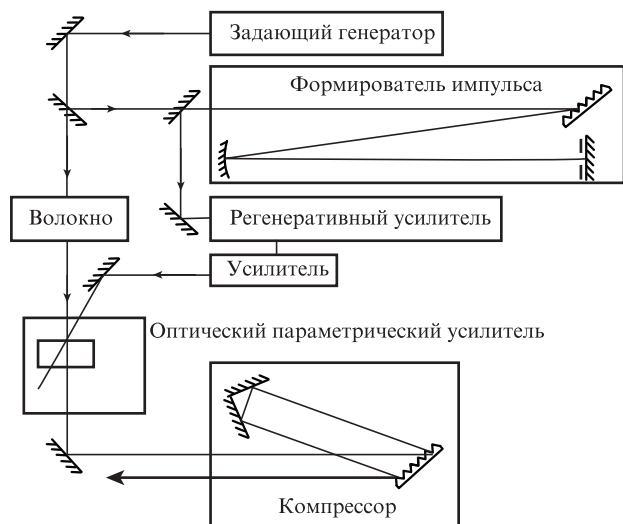 Задающий генератор
Формирователь импульса
Волокно
Регенеративный усилитель
Усилитель
Оптический параметрический усилитель
Компрессор